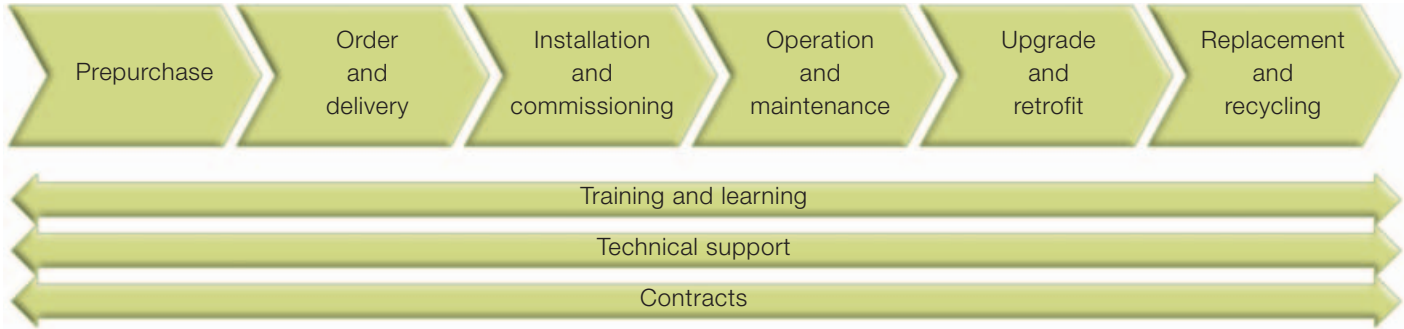 Prepurchase
Order
and
delivery
Installation
and
commissioning
Operation
and
maintenance
Upgrade
and
retrofit
Replacement
and
recycling
Training and learning
Technical support
Contracts